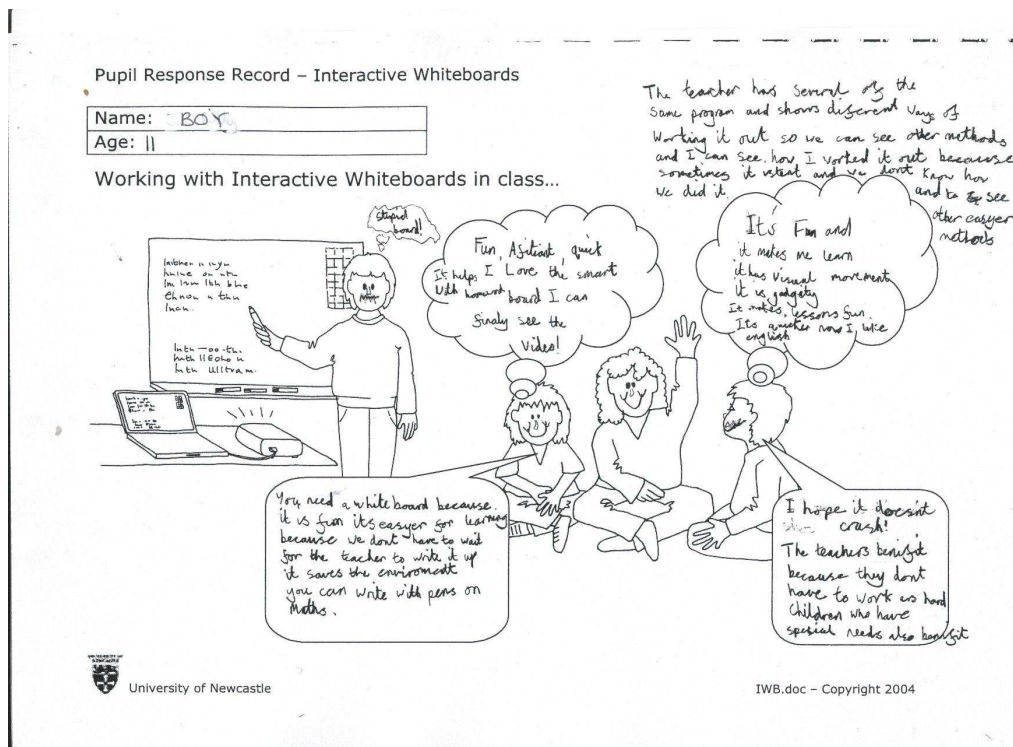 Pupil Response Record – Interactive Whiteboards
Name: BOY
Age: 11
The teacher has several of the
same program and shows different ways of
working it out so we can see other methods
and I can see how I worked it out because
sometimes it and we dont know how
we did it. and to see
other easyer
methods
Working with Interactive Whiteboards in class...
stupid
board!
Fun, quick
It helps I Love the smart
with board I can
finaly see the
video!
It's Fun and
it makes me learn
it has visual movement
It is gadgety
It makes lessons fun.
Its quicker now I like
english
You need a whiteboard because
it is fun its easyer for learning
because we dont have to wait
for the teacher to write it up
it saves the enviroment
you can write with pens on
Maths.
I hope it doesn't
crash!
The teachers benifit
because they dont
have to work as hard
Children who have
special needs also benifit
University of Newcastle
IWB.doc – Copyright 2004